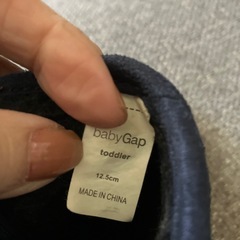 babyGap
toddler
12.5cm
MADE IN CHINA